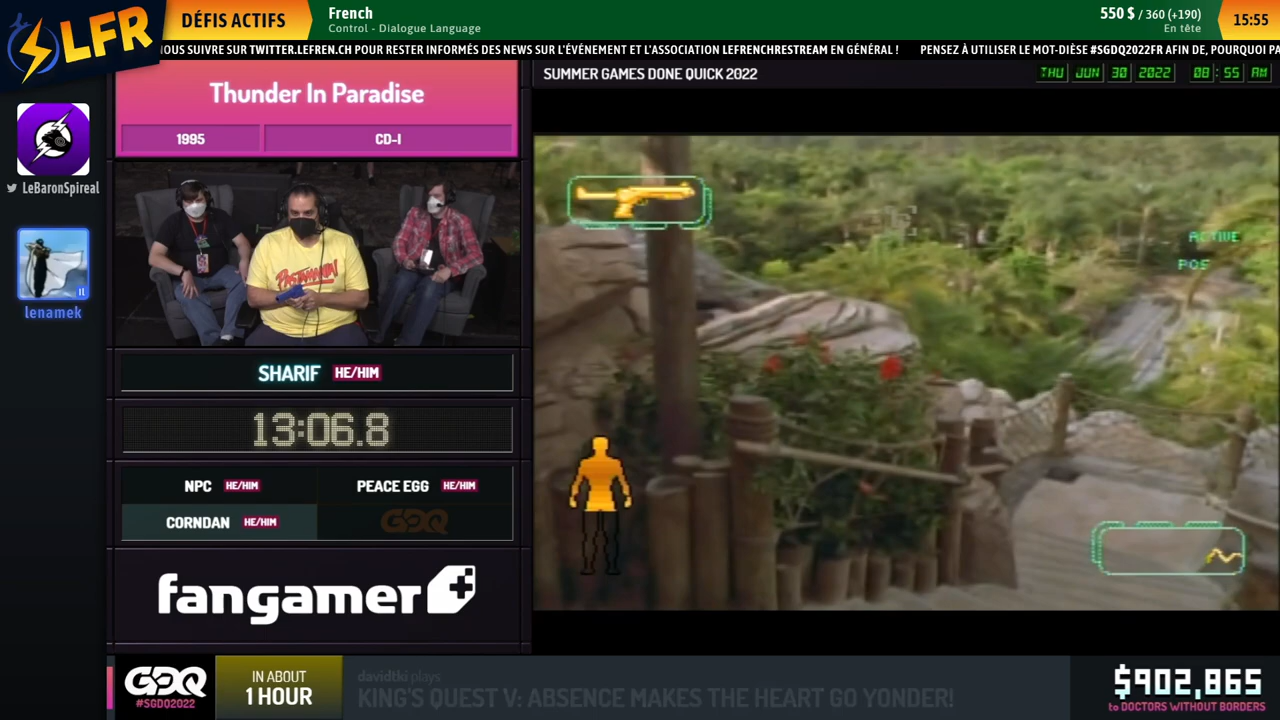 LFR
DÉFIS ACTIFS
French
Control - Dialogue Language
550 $ / 360 (+190)
En tête
15:55
OUS SUIVRE SUR TWITTER.LEFREN.CH POUR RESTER INFORMÉS DES NEWS SUR L'ÉVÈNEMENT ET L'ASSOCIATION LEFRENCHRESTREAM EN GÉNÉRAL ! PENSEZ À UTILISER LE MOT-DIÈSE #SGDQ2022FR AFIN DE, POURQUOI PA
Thunder In Paradise
1995
CD-I
SUMMER GAMES DONE QUICK 2022
THU JUN 30 2022 08:55 AM
LeBaronSpireal
lenamek
ACTIVE
POS
SHARIF HE/HIM
13:06.8
NPC HE/HIM
PEACE EGG HE/HIM
CORNDAN HE/HIM
GDQ
fangamer
GDQ
#SGDQ2022
IN ABOUT
1 HOUR
davidtki plays
KING'S QUEST V: ABSENCE MAKES THE HEART GO YONDER!
$902,865
to DOCTORS WITHOUT BORDERS